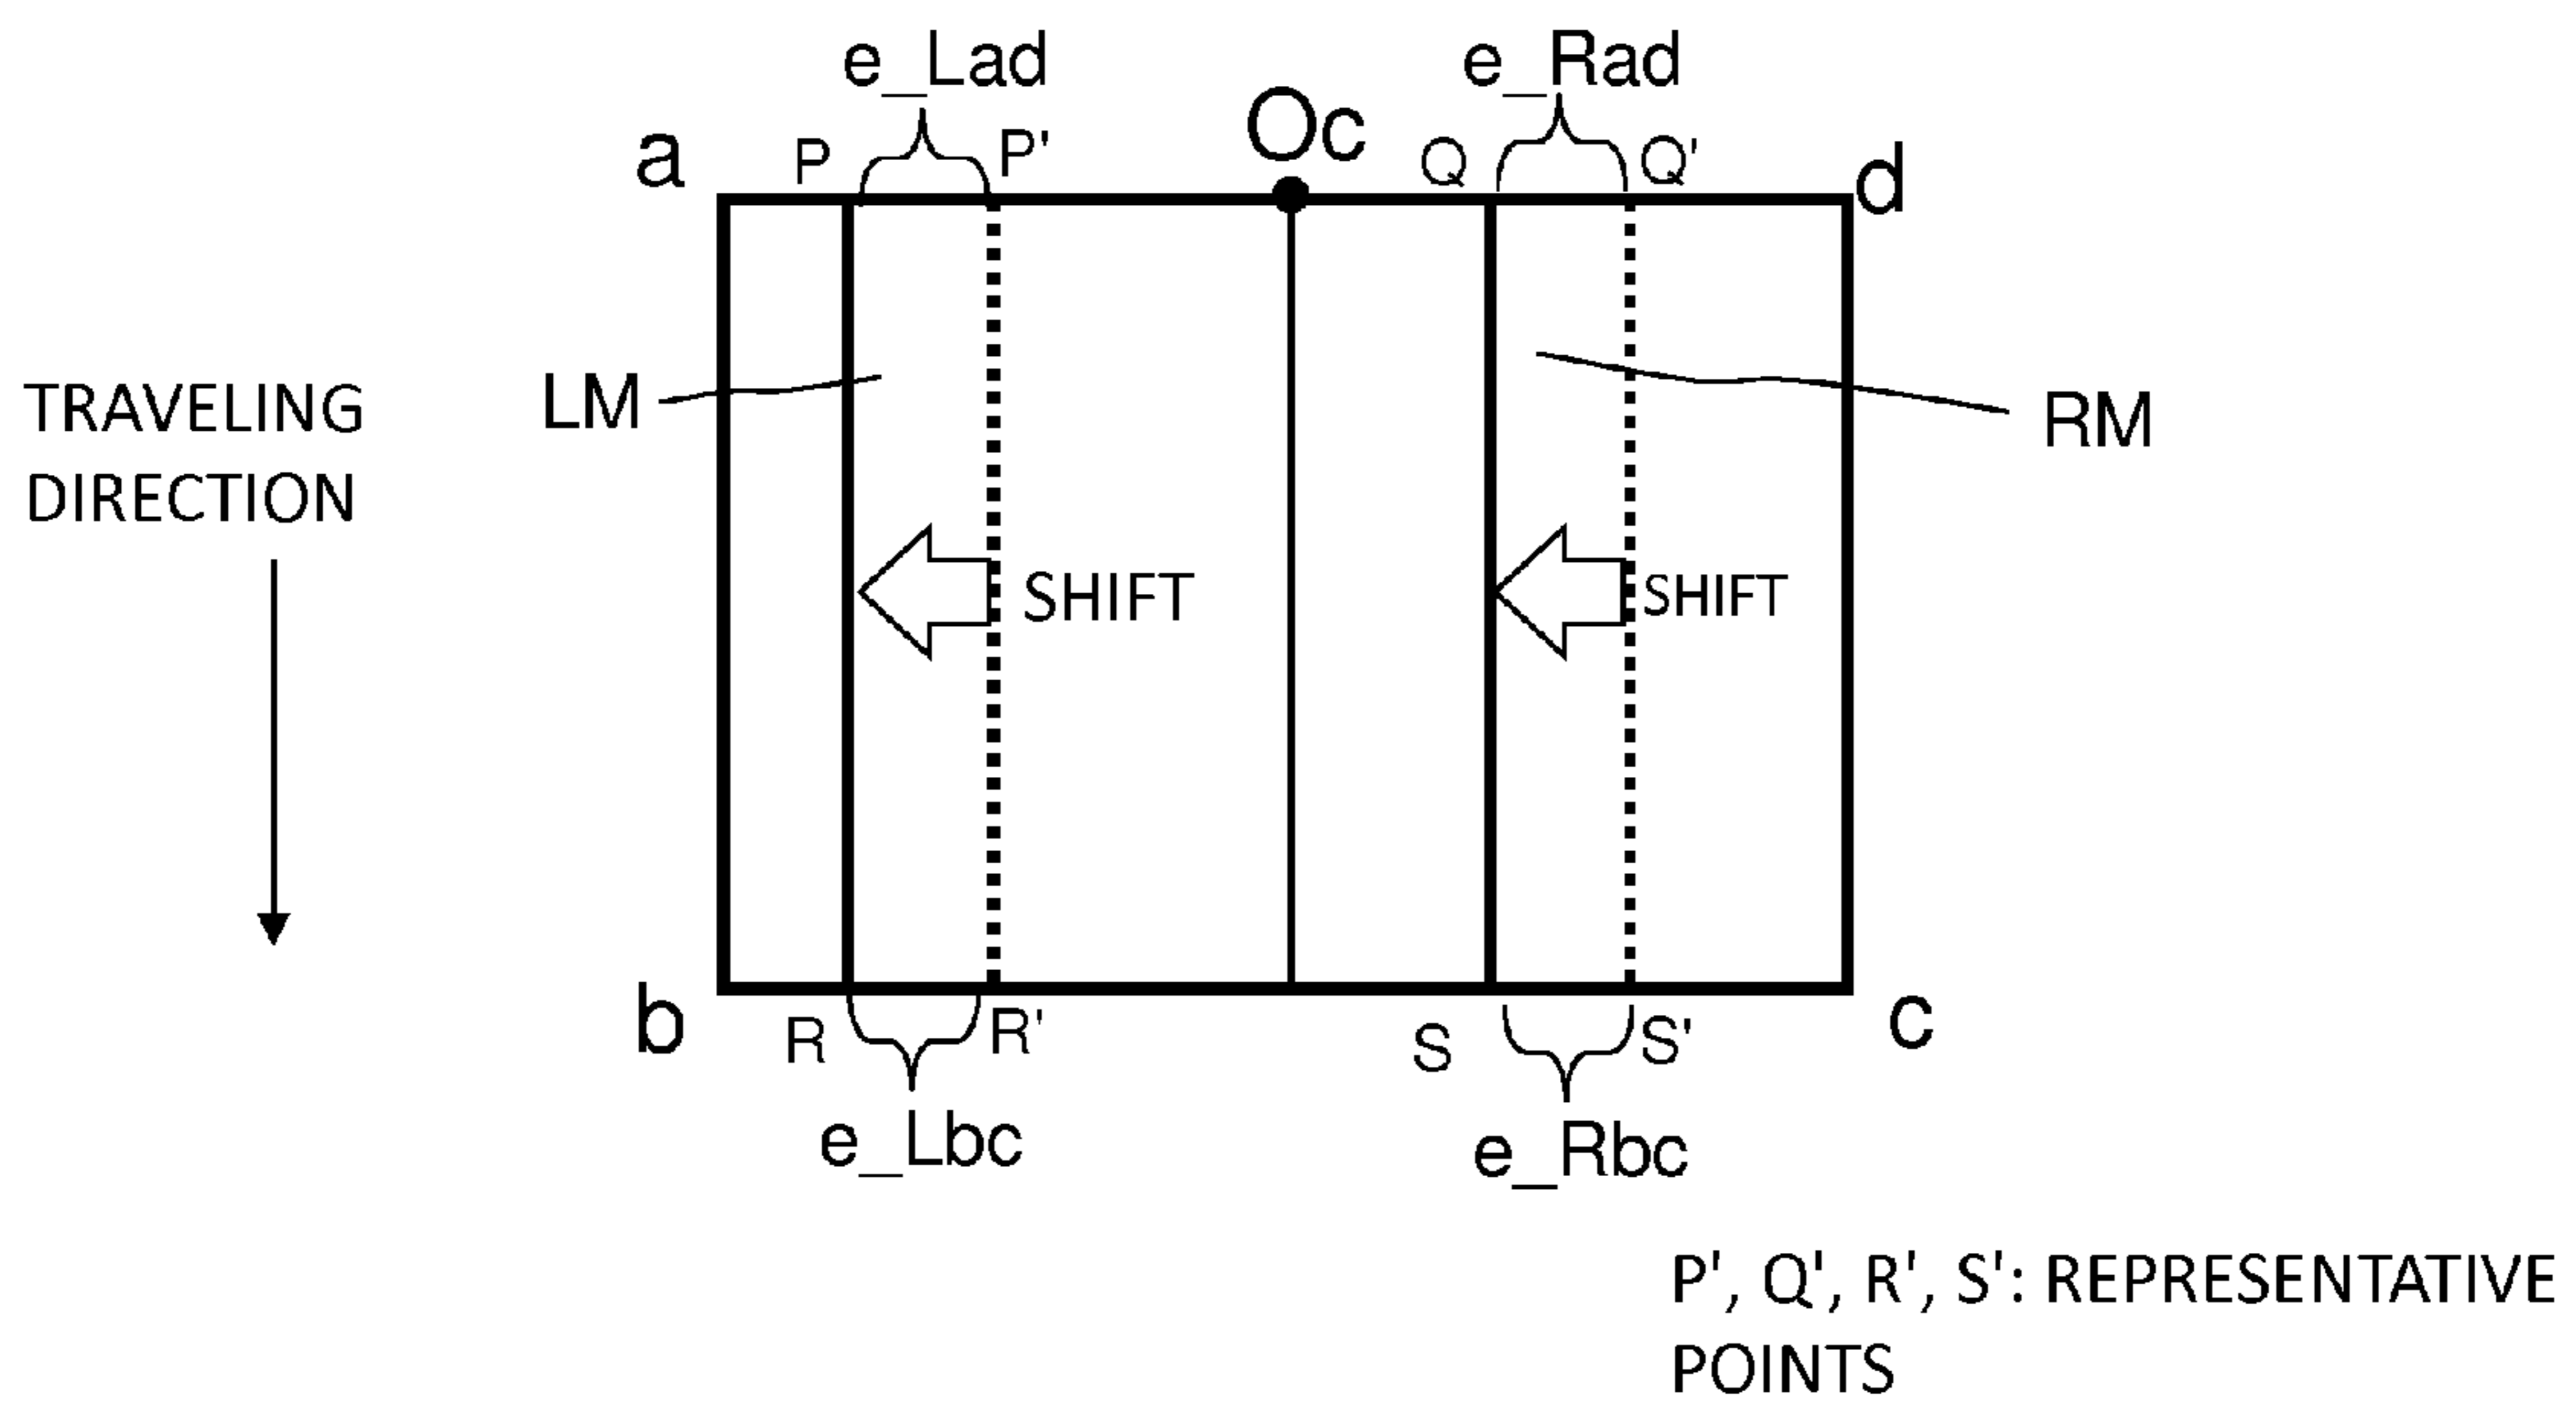 e_Lad
e_Rad
Oc
a
P
P'
Q
Q'
d
TRAVELING
DIRECTION
LM
RM
SHIFT
SHIFT
b
R
R'
S
S'
c
e_Lbc
e_Rbc
P', Q', R', S': REPRESENTATIVE
POINTS